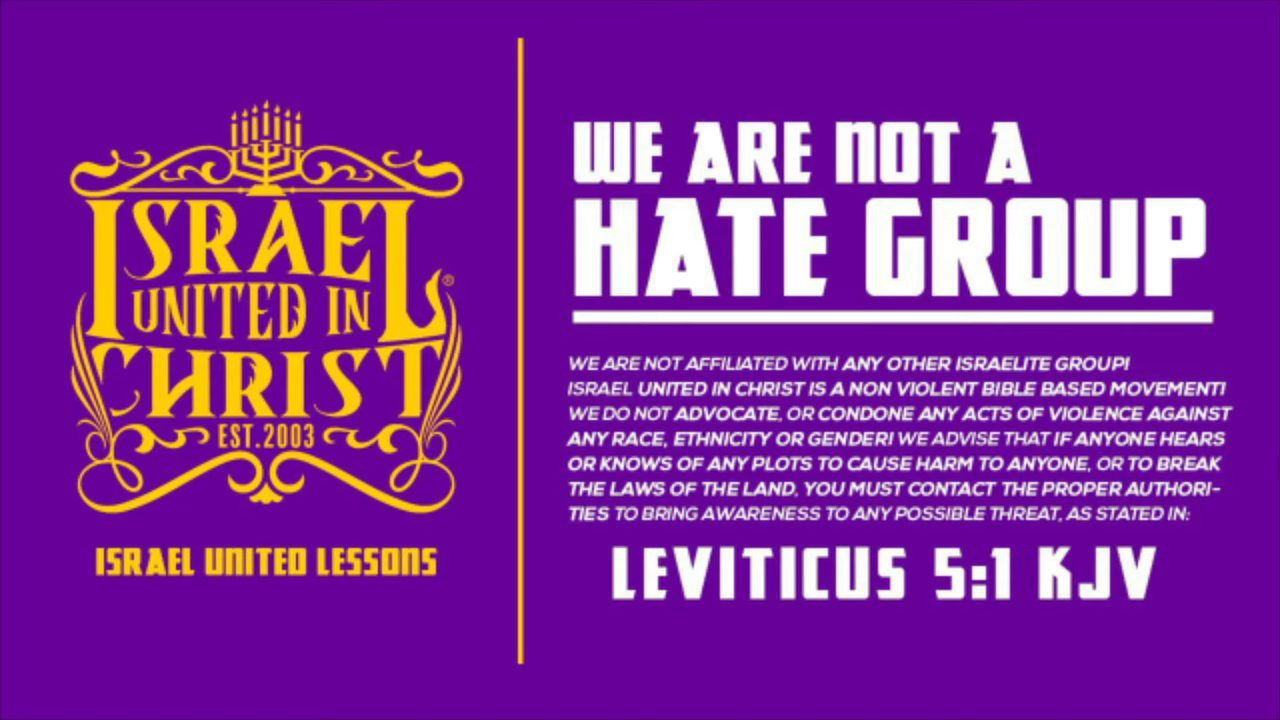 ISRAEL
UNITED IN
CHRIST
®
EST.2003
ISRAEL UNITED LESSONS
WE ARE NOT A
HATE GROUP
WE ARE NOT AFFILIATED WITH ANY OTHER ISRAELITE GROUP!
ISRAEL UNITED IN CHRIST IS A NON VIOLENT BIBLE BASED MOVEMENT!
WE DO NOT ADVOCATE, OR CONDONE ANY ACTS OF VIOLENCE AGAINST
ANY RACE, ETHNICITY OR GENDER! WE ADVISE THAT IF ANYONE HEARS
OR KNOWS OF ANY PLOTS TO CAUSE HARM TO ANYONE, OR TO BREAK
THE LAWS OF THE LAND, YOU MUST CONTACT THE PROPER AUTHORI-
TIES TO BRING AWARENESS TO ANY POSSIBLE THREAT, AS STATED IN:
LEVITICUS 5:1 KJV